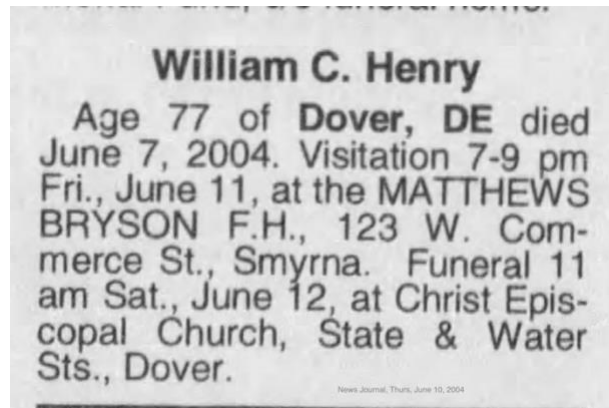 William C. Henry
Age 77 of Dover, DE died
June 7, 2004. Visitation 7-9 pm
Fri., June 11, at the MATTHEWS
BRYSON F.H., 123 W. Com-
merce St., Smyrna. Funeral 11
am Sat., June 12, at Christ Epis-
copal Church, State & Water
Sts., Dover.
News Journal, Thurs, June 10, 2004